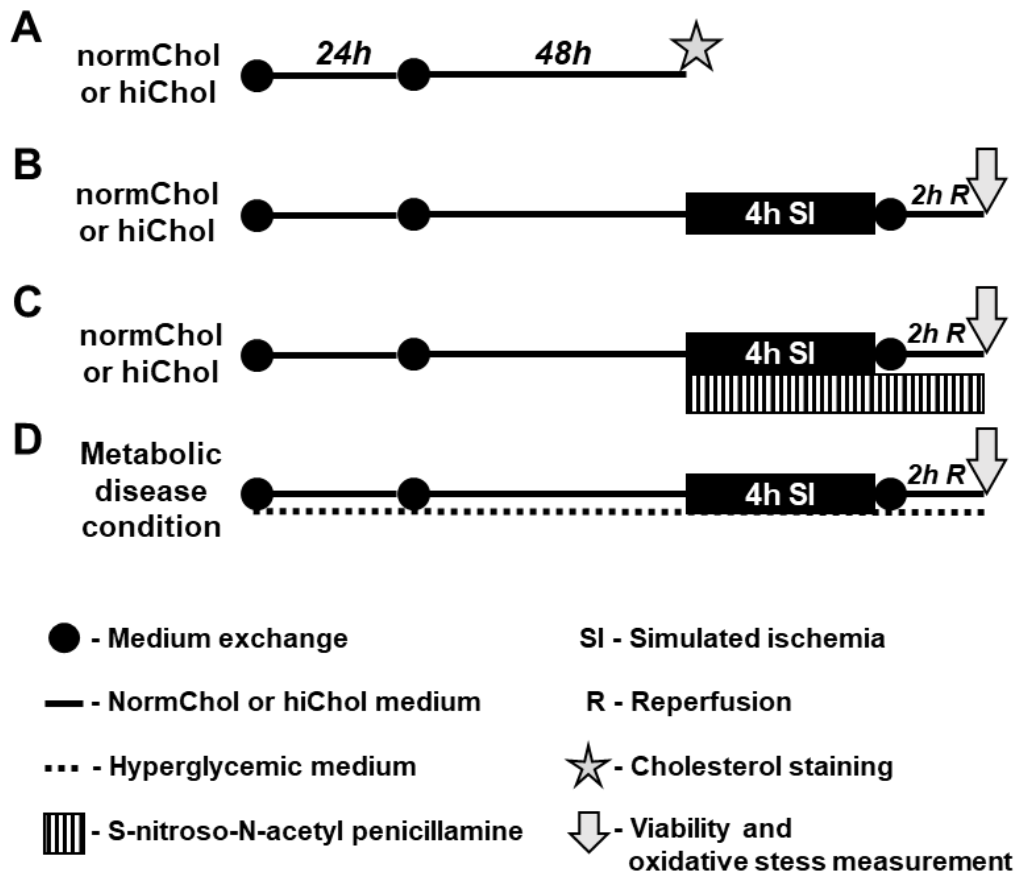 A
normChol
or hiChol
24h
48h
B
normChol
or hiChol
4h SI
2h R
C
normChol
or hiChol
4h SI
2h R
D
Metabolic
disease
condition
4h SI
2h R
- Medium exchange
- NormChol or hiChol medium
- Hyperglycemic medium
- S-nitroso-N-acetyl penicillamine
SI - Simulated ischemia
R - Reperfusion
- Cholesterol staining
- Viability and
oxidative stess measurement